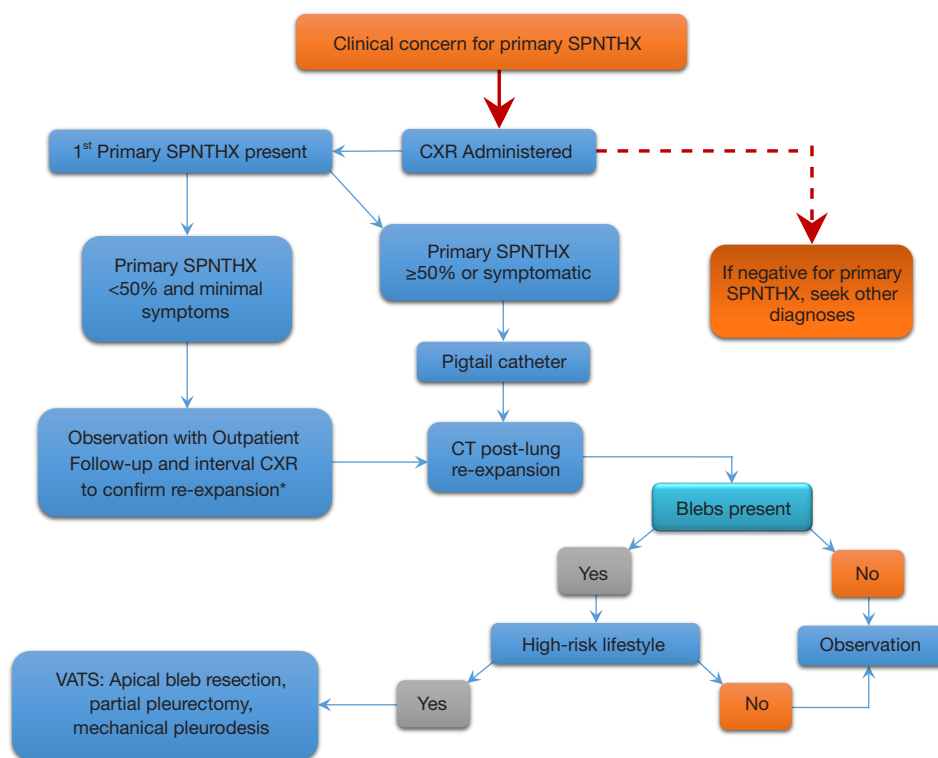 Clinical concern for primary SPNTHX
1st Primary SPNTHX present
CXR Administered
Primary SPNTHX
<50% and minimal
symptoms
Primary SPNTHX
≥50% or symptomatic
If negative for primary
SPNTHX, seek other
diagnoses
Pigtail catheter
Observation with Outpatient
Follow-up and interval CXR
to confirm re-expansion*
CT post-lung
re-expansion
Blebs present
Yes
No
High-risk lifestyle
Observation
VATS: Apical bleb resection,
partial pleurectomy,
mechanical pleurodesis
Yes
No